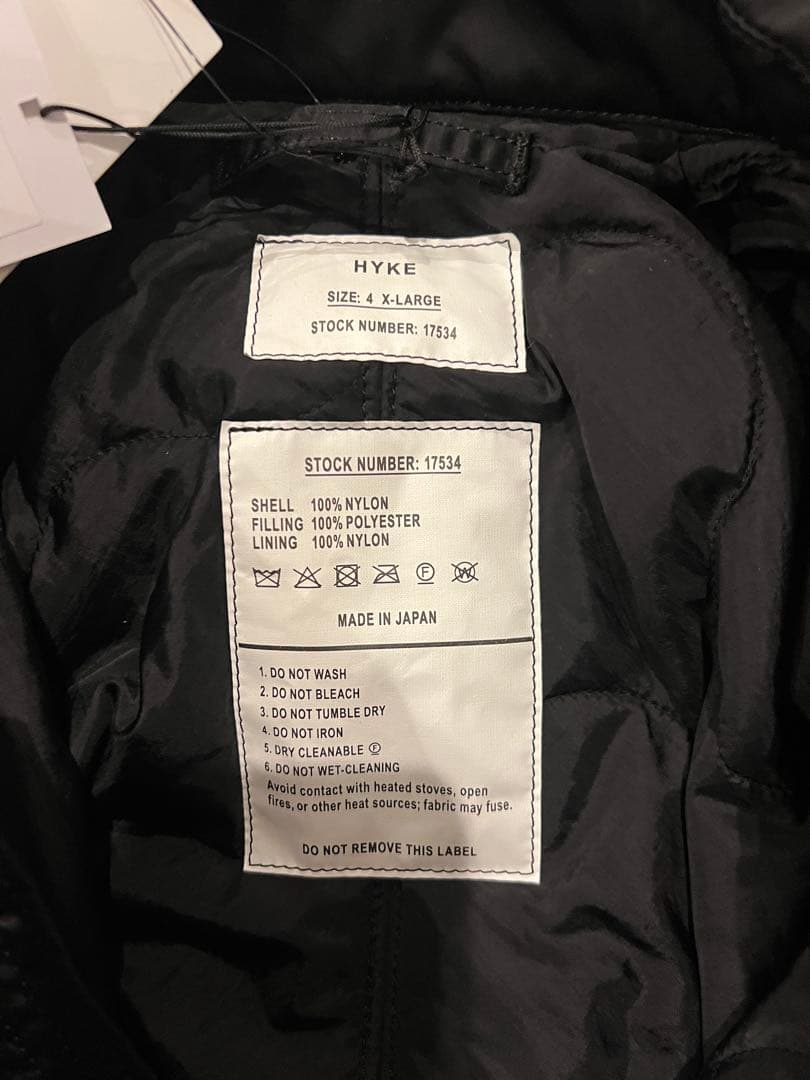 HYKE
SIZE: 4 X-LARGE
STOCK NUMBER: 17534
STOCK NUMBER: 17534
SHELL 100% NYLON
FILLING 100% POLYESTER
LINING 100% NYLON
F W
MADE IN JAPAN
1. DO NOT WASH
2. DO NOT BLEACH
3. DO NOT TUMBLE DRY
4. DO NOT IRON
5. DRY CLEANABLE Ⓕ
6. DO NOT WET-CLEANING
Avoid contact with heated stoves, open
fires, or other heat sources; fabric may fuse.
DO NOT REMOVE THIS LABEL